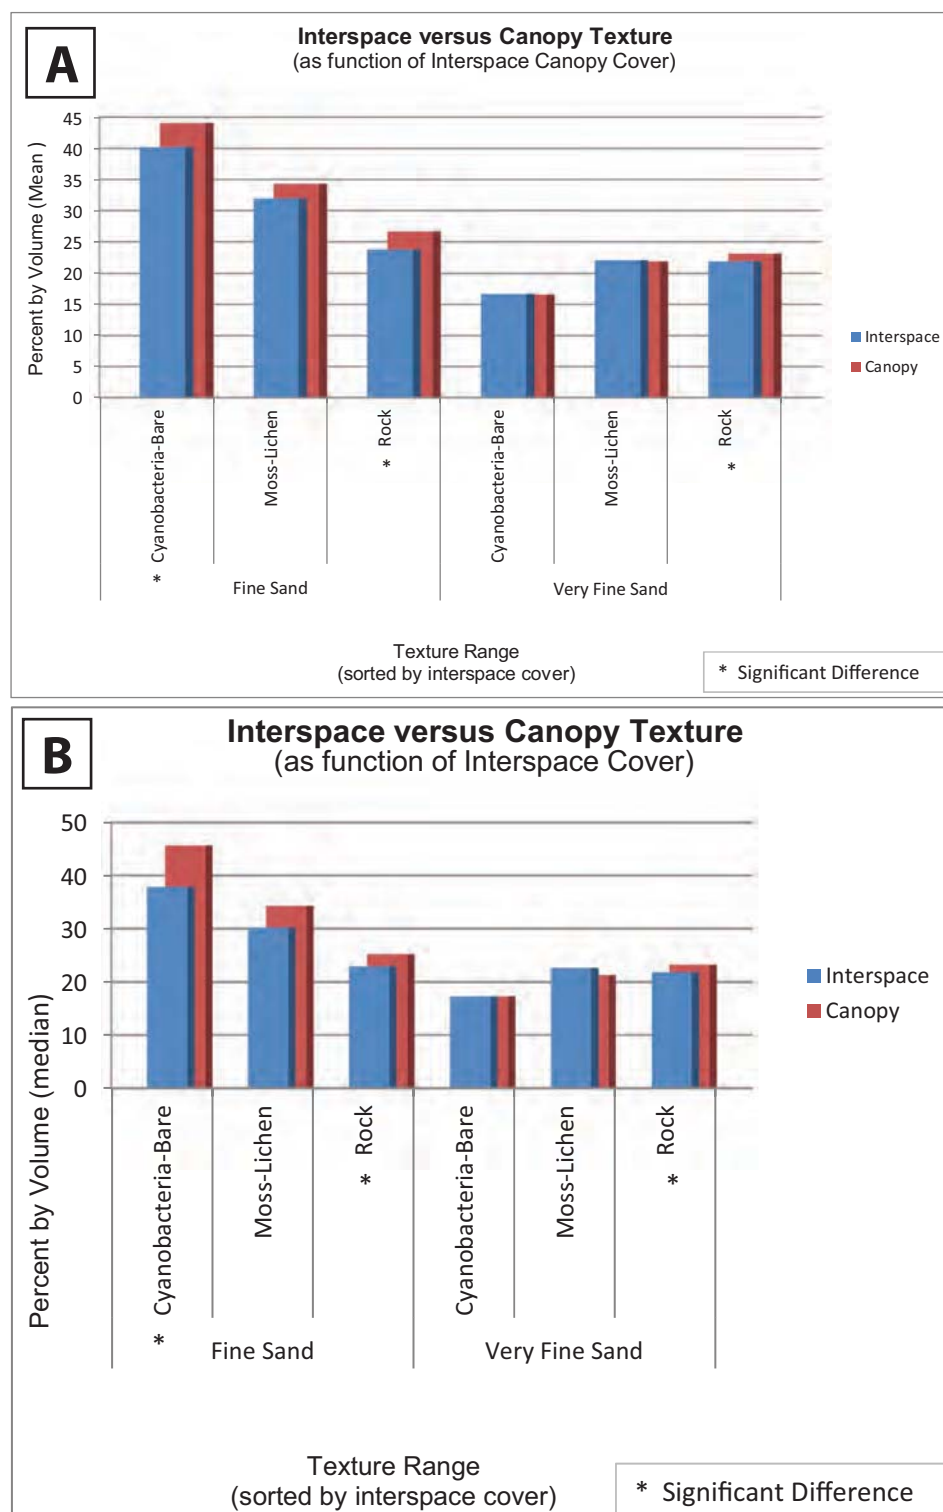 A
Interspace versus Canopy Texture
(as function of Interspace Canopy Cover)
Percent by Volume (Mean )
45
40
35
30
25
20
15
10
5
0
Interspace
Canopy
* Cyanobacteria-Bare
Moss-Lichen
* Rock
Cyanobacteria-Bare
Moss-Lichen
* Rock
Fine Sand
Very Fine Sand
Texture Range
(sorted by interspace cover)
* Significant Difference
B
Interspace versus Canopy Texture
(as function of Interspace Cover)
Percent by Volume (median)
50
40
30
20
10
0
Interspace
Canopy
* Cyanobacteria-Bare
Moss-Lichen
* Rock
Cyanobacteria-Bare
Moss-Lichen
* Rock
Fine Sand
Very Fine Sand
Texture Range
(sorted by interspace cover)
* Significant Difference